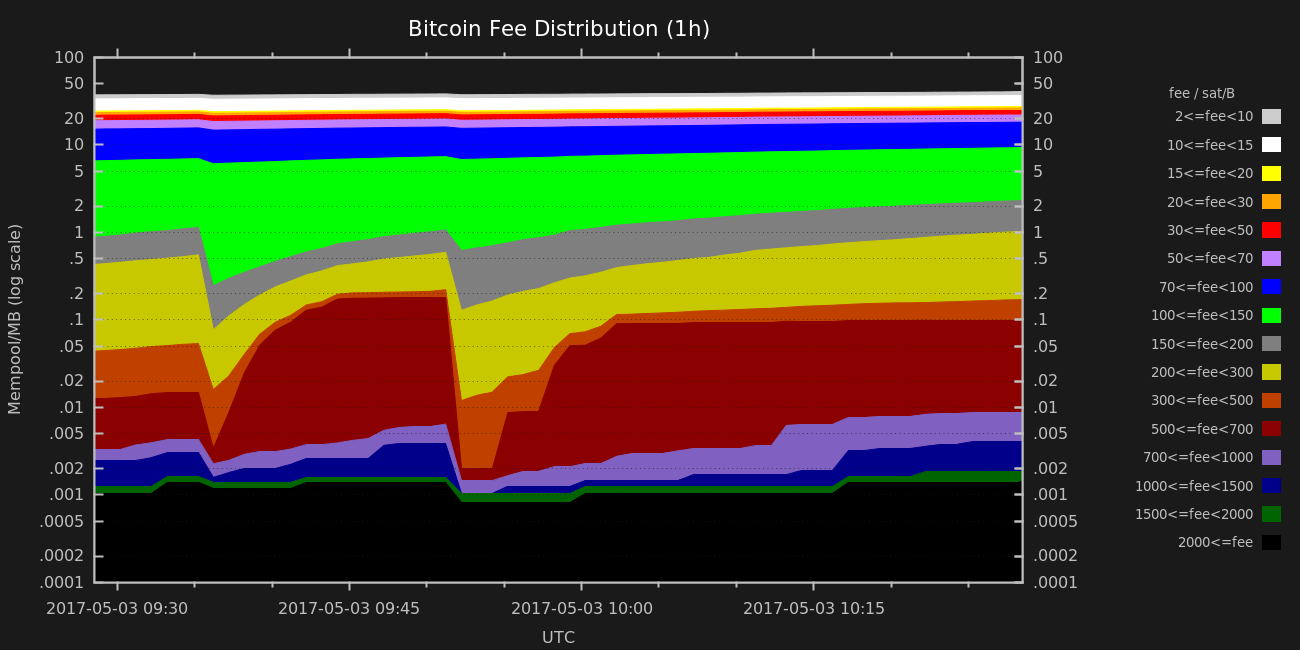 Bitcoin Fee Distribution (1h)
Mempool/MB (log scale)
100
50
20
10
5
2
1
.5
.2
.1
.05
.02
.01
.005
.002
.001
.0005
.0002
.0001
100
50
20
10
5
2
1
.5
.2
.1
.05
.02
.01
.005
.002
.001
.0005
.0002
.0001
2017-05-03 09:30
2017-05-03 09:45
2017-05-03 10:00
2017-05-03 10:15
UTC
fee / sat/B
2<=fee<10
10<=fee<15
15<=fee<20
20<=fee<30
30<=fee<50
50<=fee<70
70<=fee<100
100<=fee<150
150<=fee<200
200<=fee<300
300<=fee<500
500<=fee<700
700<=fee<1000
1000<=fee<1500
1500<=fee<2000
2000<=fee